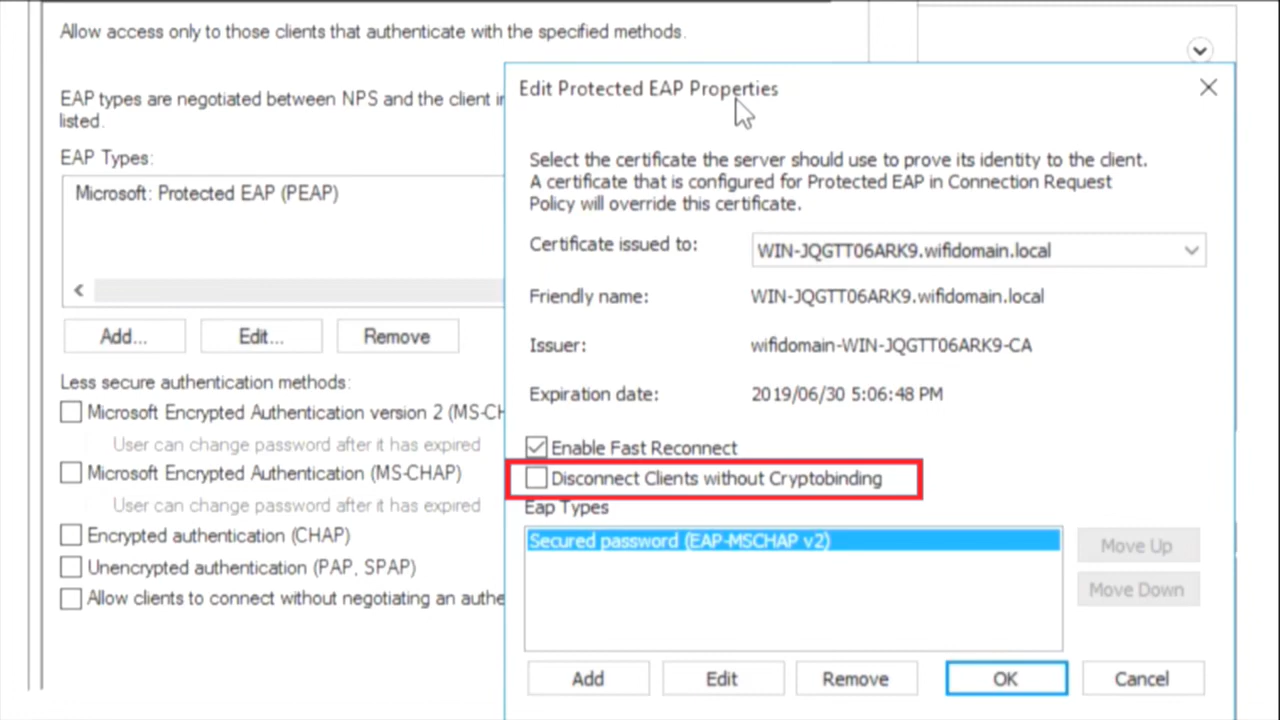 Allow access only to those clients that authenticate with the specified methods.
EAP types are negotiated between NPS and the client in
listed.
EAP Types:
Microsoft: Protected EAP (PEAP)
Add...
Edit...
Remove
Less secure authentication methods:
Microsoft Encrypted Authentication version 2 (MS-CH
User can change password after it has expired
Microsoft Encrypted Authentication (MS-CHAP)
User can change password after it has expired
Encrypted authentication (CHAP)
Unencrypted authentication (PAP, SPAP)
Allow clients to connect without negotiating an authe
Edit Protected EAP Properties
Select the certificate the server should use to prove its identity to the client.
A certificate that is configured for Protected EAP in Connection Request
Policy will override this certificate.
Certificate issued to:
WIN-JQGTT06ARK9.wifidomain.local
Friendly name:
WIN-JQGTT06ARK9.wifidomain.local
Issuer:
wifidomain-WIN-JQGTT06ARK9-CA
Expiration date:
2019/06/30 5:06:48 PM
Enable Fast Reconnect
Disconnect Clients without Cryptobinding
Eap Types
Secured password (EAP-MSCHAP v2)
Move Up
Move Down
Add
Edit
Remove
OK
Cancel